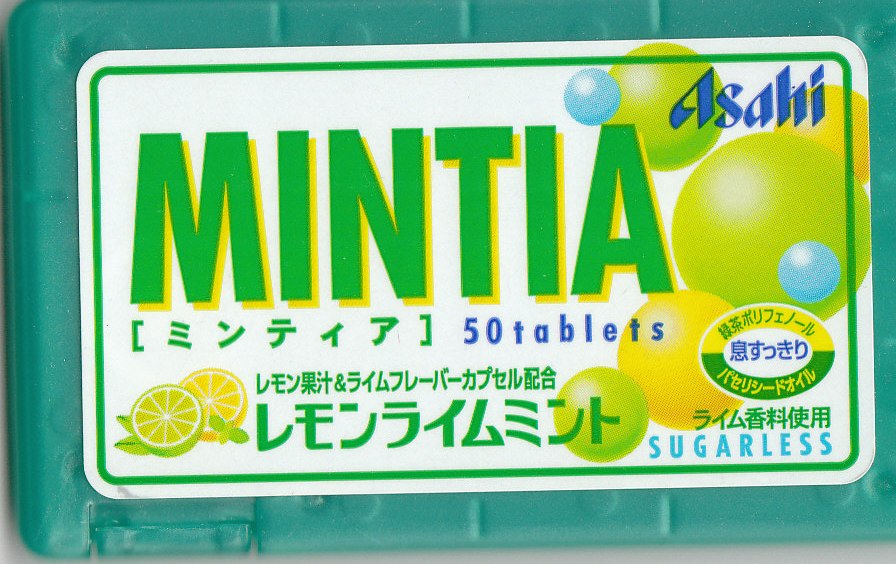 Asahi
MINTIA
[ミンティア] 50tablets
緑茶ポリフェノール
息すっきり
パセリシードオイル
レモン果汁&ライムフレーバーカプセル配合
レモンライムミント
ライム香料使用
SUGARLESS